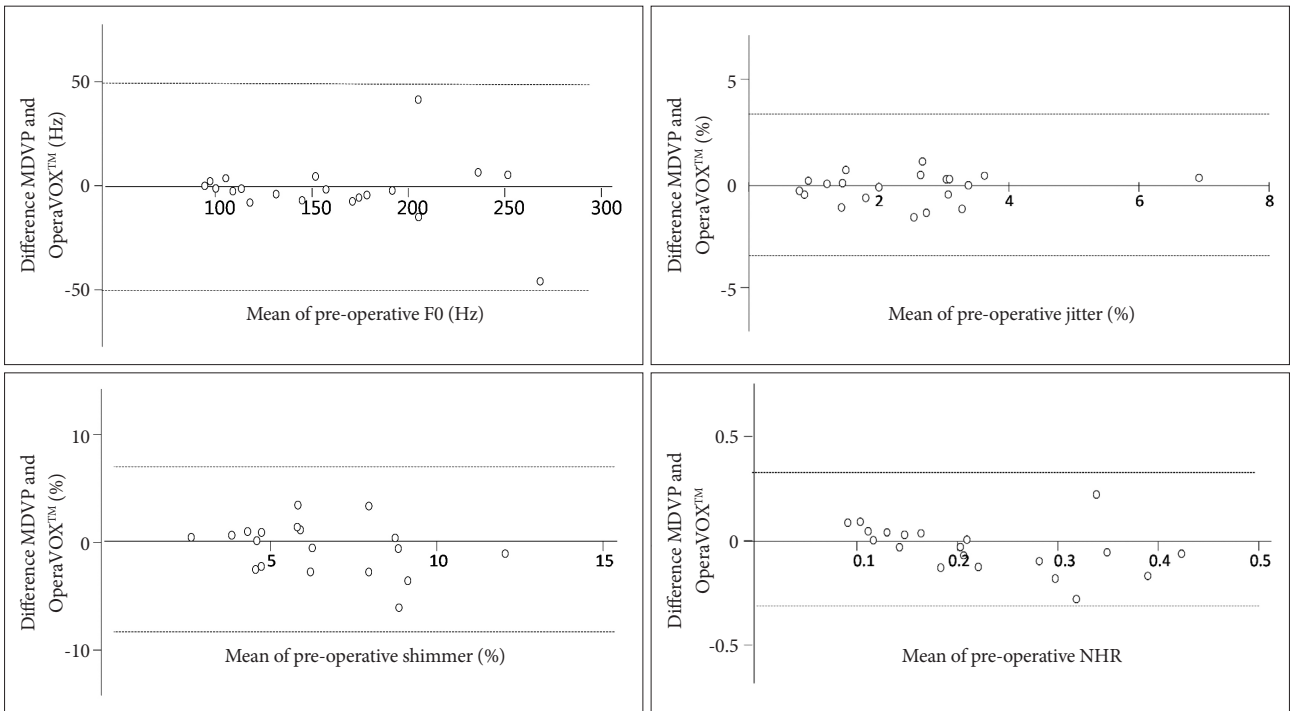 Difference MDVP and
OperaVOX™ (Hz)
50
0
-50
100 150 200 250 300
Mean of pre-operative F0 (Hz)
Difference MDVP and
OperaVOX™ (%)
5
0
-5
2 4 6 8
Mean of pre-operative jitter (%)
Difference MDVP and
OperaVOX™ (%)
10
0
-10
5 10 15
Mean of pre-operative shimmer (%)
Difference MDVP and
OperaVOX™
0.5
0
-0.5
0.1 0.2 0.3 0.4 0.5
Mean of pre-operative NHR